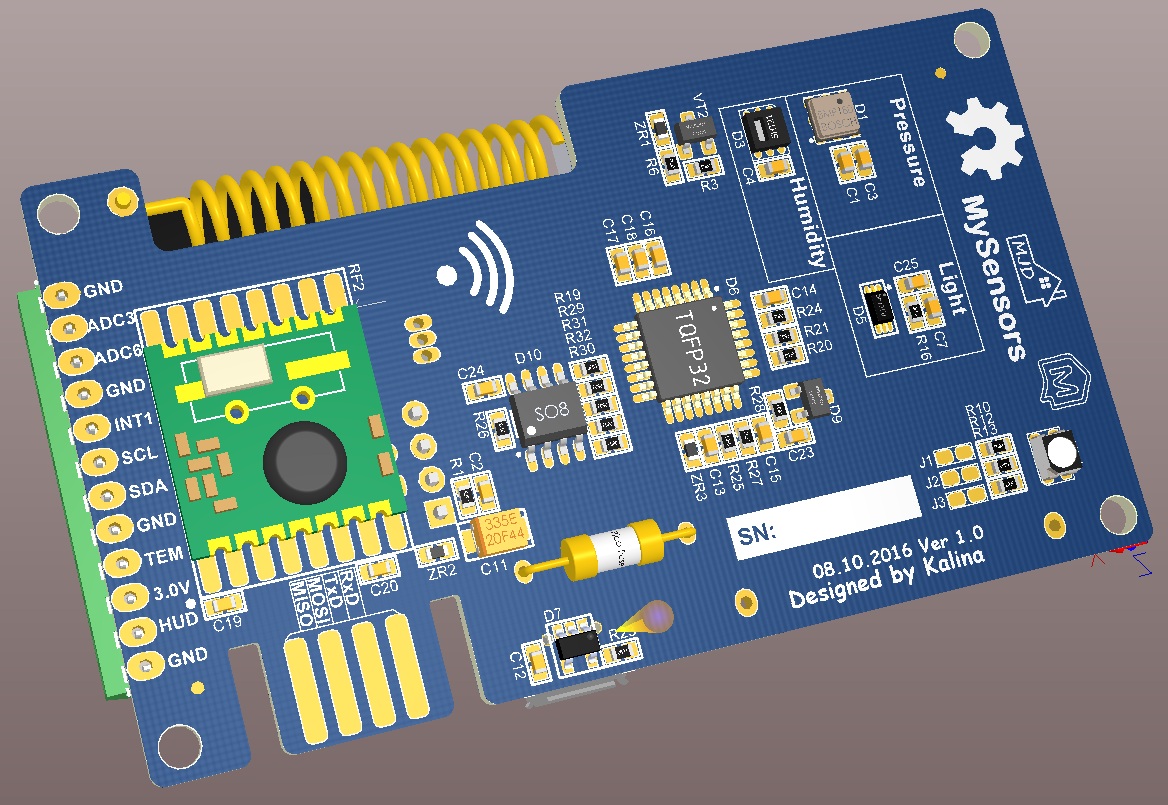 GND
ADC3
ADC6
GND
INT1
SCL
SDA
GND
TEM
3.0V
HUD
GND
RF2
C19
MISO
MOSI
TxD
RXD
C20
ZR2
C11
335E
20F44
R1
C2
C24
R26
D10
SO8
R19
R29
R31
R32
R30
C17
C18
C16
D6
TQFP32
C14
R24
R21
R20
R28
D9
C23
ZR3
C13
R25
R27
C15
ZR1
VT2
R6
R3
D3
C4
Humidity
D1
BMP180
BOSCH
C1
C3
Pressure
Light
C25
D5
R16
C7
MySensors
MJD
M
R10
J1
J2
J3
SN:
08.10.2016 Ver 1.0
Designed by Kalina
D7
C12